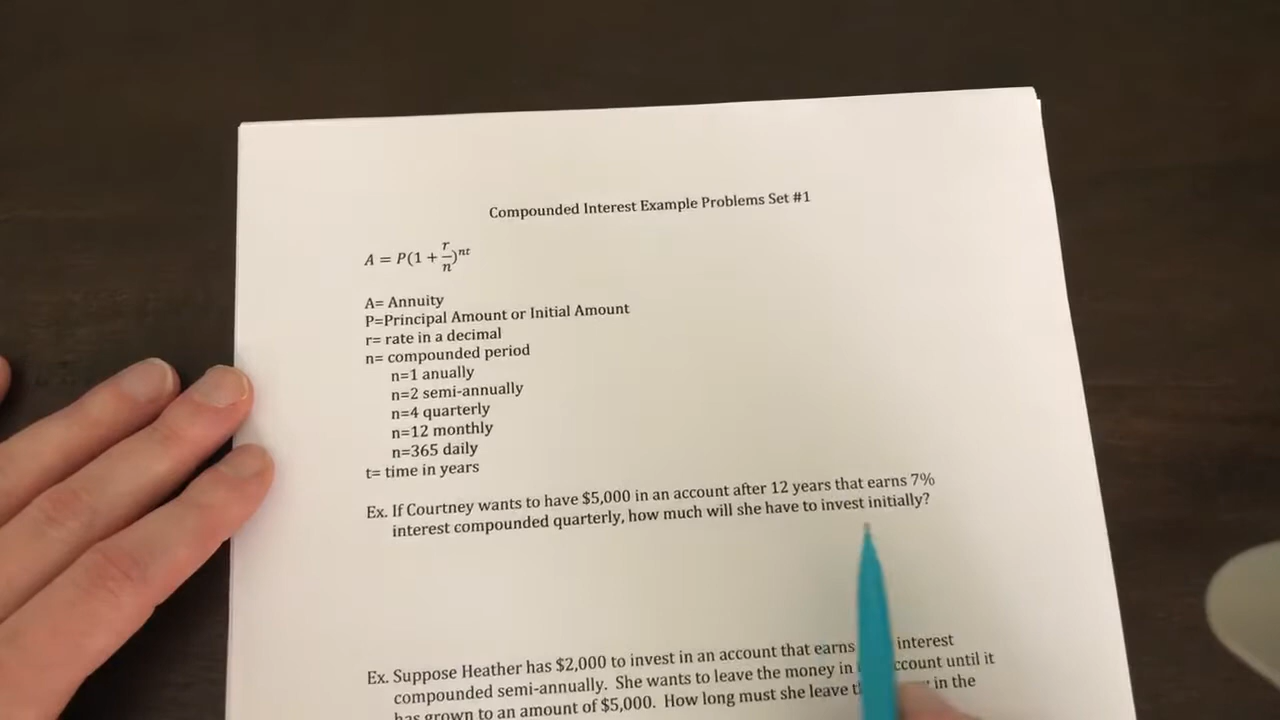 Compounded Interest Example Problems Set #1
A = P(1 + r/n)^nt
A= Annuity
P=Principal Amount or Initial Amount
r= rate in a decimal
n= compounded period
n=1 anually
n=2 semi-annually
n=4 quarterly
n=12 monthly
n=365 daily
t= time in years
Ex. If Courtney wants to have $5,000 in an account after 12 years that earns 7%
interest compounded quarterly, how much will she have to invest initially?
Ex. Suppose Heather has $2,000 to invest in an account that earns interest
compounded semi-annually. She wants to leave the money in account until it
has grown to an amount of $5,000. How long must she leave in the